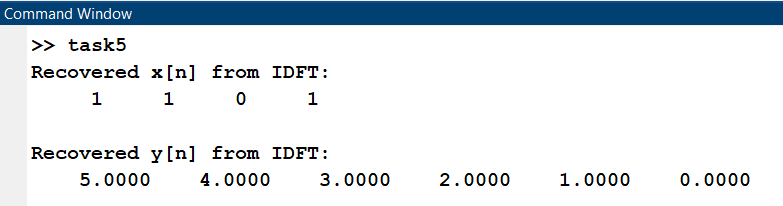 Command Window
>> task5
Recovered x[n] from IDFT:
1 1 0 1
Recovered y[n] from IDFT:
5.0000 4.0000 3.0000 2.0000 1.0000 0.0000